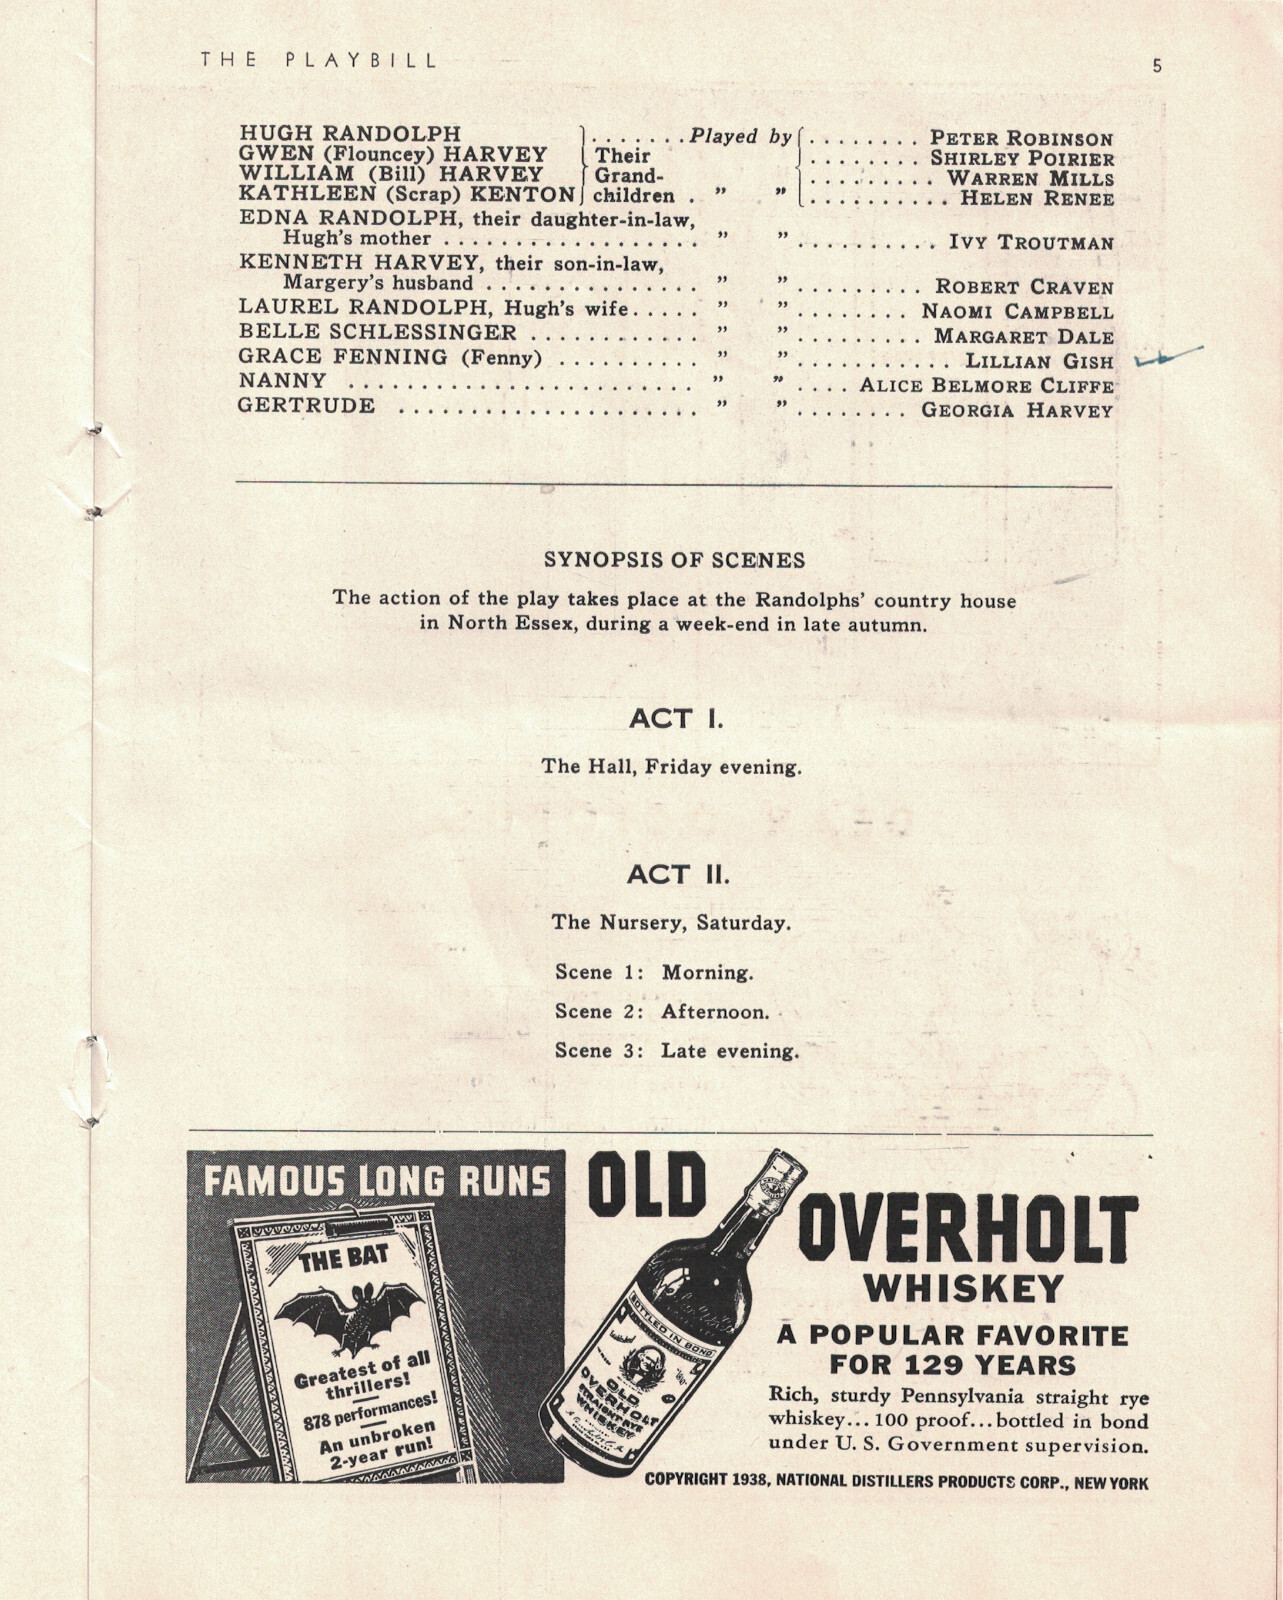 THE PLAYBILL 5
HUGH RANDOLPH ....... Played by ........ PETER ROBINSON
GWEN (Flouncey) HARVEY Their ........ SHIRLEY POIRIER
WILLIAM (Bill) HARVEY Grand- ......... WARREN MILLS
KATHLEEN (Scrap) KENTON children . " " .......... HELEN RENEE
EDNA RANDOLPH, their daughter-in-law,
Hugh's mother .................. " " .......... IVY TROUTMAN
KENNETH HARVEY, their son-in-law,
Margery's husband ............... " " ......... ROBERT CRAVEN
LAUREL RANDOLPH, Hugh's wife..... " " ........ NAOMI CAMPBELL
BELLE SCHLESSINGER ............ " " ......... MARGARET DALE
GRACE FENNING (Fenny) .......... " " ........... LILLIAN GISH
NANNY ........................ " " .... ALICE BELMORE CLIFFE
GERTRUDE ..................... " " ........ GEORGIA HARVEY
SYNOPSIS OF SCENES
The action of the play takes place at the Randolphs' country house
in North Essex, during a week-end in late autumn.
ACT I.
The Hall, Friday evening.
ACT II.
The Nursery, Saturday.
Scene 1: Morning.
Scene 2: Afternoon.
Scene 3: Late evening.
FAMOUS LONG RUNS
THE BAT
Greatest of all
thrillers!
878 performances!
An unbroken
2-year run!
OLD
OVERHOLT
WHISKEY
BOTTLED IN BOND
OLD
OVERHOLT
STRAIGHT RYE
WHISKEY
A POPULAR FAVORITE
FOR 129 YEARS
Rich, sturdy Pennsylvania straight rye
whiskey... 100 proof...bottled in bond
under U. S. Government supervision.
COPYRIGHT 1938, NATIONAL DISTILLERS PRODUCTS CORP., NEW YORK